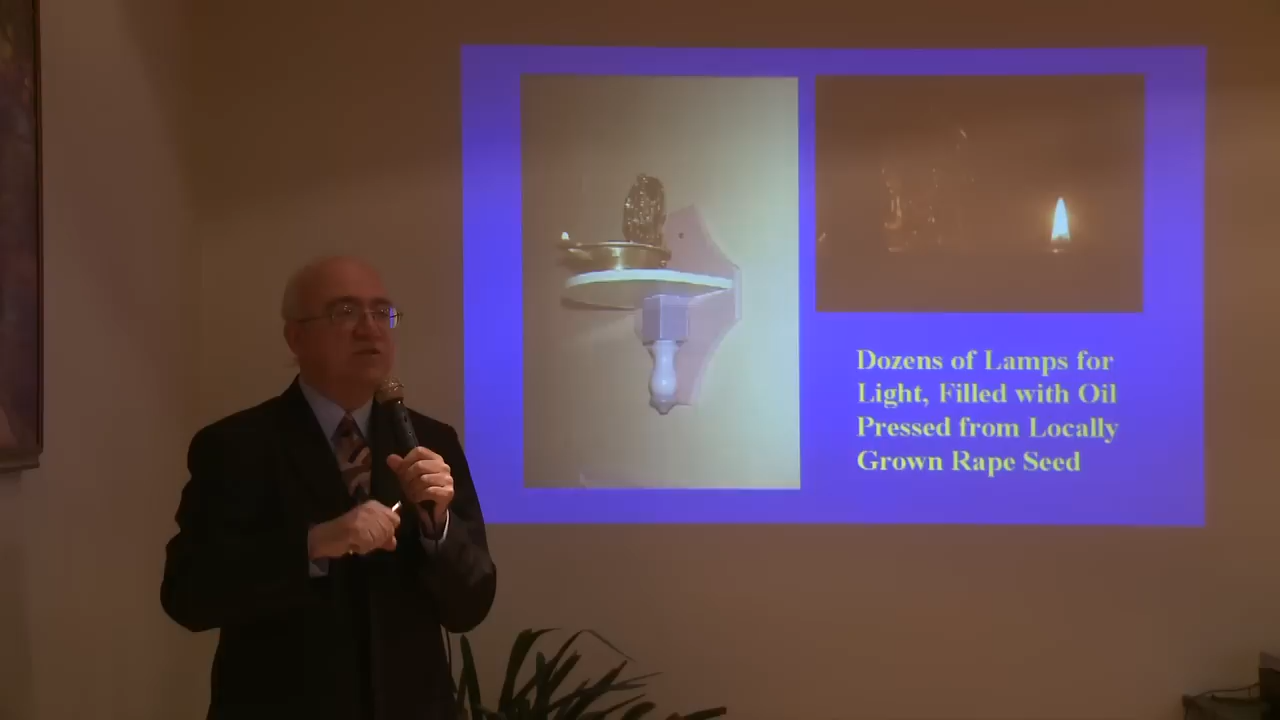 Dozens of Lamps for
Light, Filled with Oil
Pressed from Locally
Grown Rape Seed